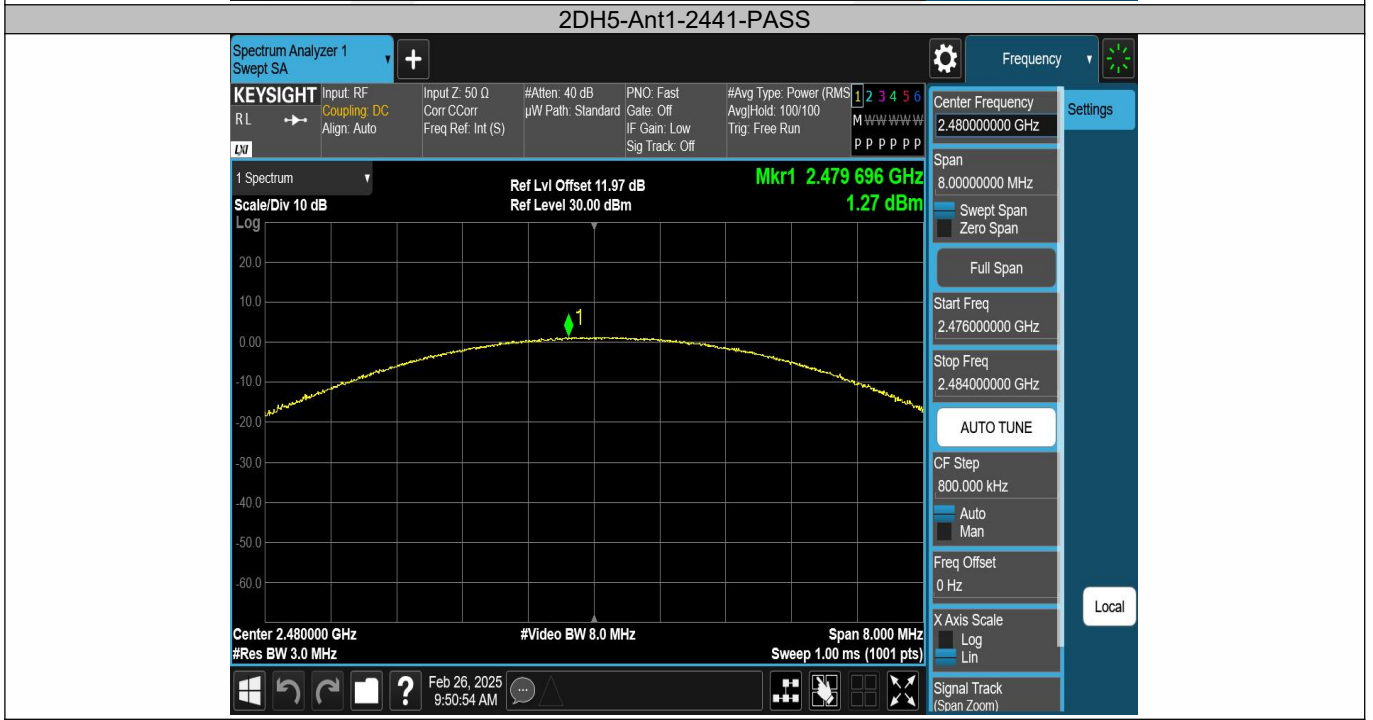 2DH5-Ant1-2441-PASS
Spectrum Analyzer 1
Swept SA
Frequency
KEYSIGHT
RL
LXI
Input: RF
Coupling: DC
Align: Auto
Input Z: 50 Ω
Corr CCorr
Freq Ref: Int (S)
#Atten: 40 dB
µW Path: Standard
PNO: Fast
Gate: Off
IF Gain: Low
Sig Track: Off
#Avg Type: Power (RMS
Avg|Hold: 100/100
Trig: Free Run
1 2 3 4 5 6
M W W W W W
P P P P P P
1 Spectrum
Scale/Div 10 dB
Log
Ref Lvl Offset 11.97 dB
Ref Level 30.00 dBm
Mkr1 2.479 696 GHz
1.27 dBm
20.0
10.0
0.00
-10.0
-20.0
-30.0
-40.0
-50.0
-60.0
1
Center 2.480000 GHz
#Res BW 3.0 MHz
#Video BW 8.0 MHz
Span 8.000 MHz
Sweep 1.00 ms (1001 pts)
Feb 26, 2025
9:50:54 AM
Center Frequency
2.480000000 GHz
Settings
Span
8.00000000 MHz
Swept Span
Zero Span
Full Span
Start Freq
2.476000000 GHz
Stop Freq
2.484000000 GHz
AUTO TUNE
CF Step
800.000 kHz
Auto
Man
Freq Offset
0 Hz
Local
X Axis Scale
Log
Lin
Signal Track
(Span Zoom)